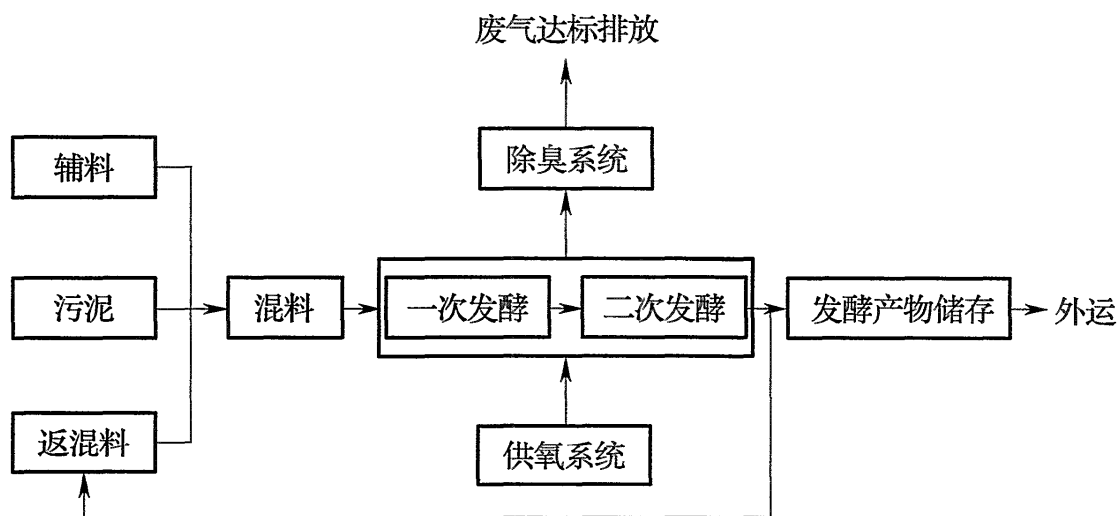 废气达标排放
除臭系统
辅料
污泥
混料
一次发酵
二次发酵
发酵产物储存
外运
返混料
供氧系统